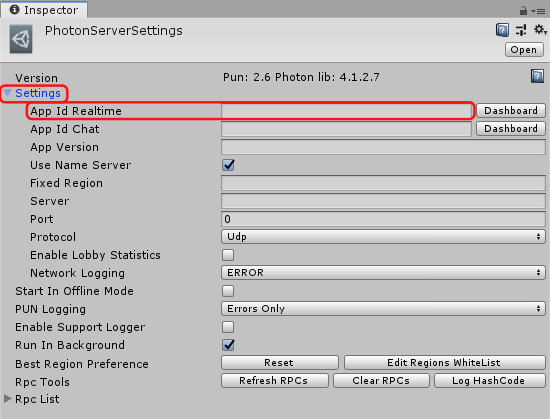 Inspector
PhotonServerSettings
Open
Version Pun: 2.6 Photon lib: 4.1.2.7
Settings
App Id Realtime Dashboard
App Id Chat Dashboard
App Version
Use Name Server
Fixed Region
Server
Port 0
Protocol Udp
Enable Lobby Statistics
Network Logging ERROR
Start In Offline Mode
PUN Logging Errors Only
Enable Support Logger
Run In Background
Best Region Preference Reset Edit Regions WhiteList
Rpc Tools Refresh RPCs Clear RPCs Log HashCode
Rpc List